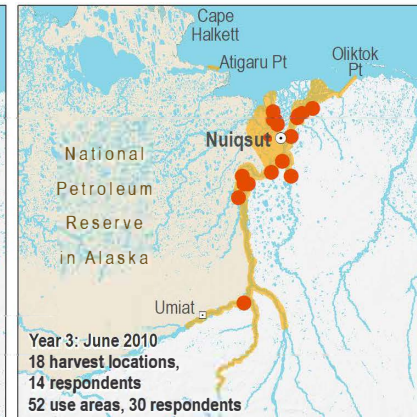 Cape
Halkett
Atigaru Pt
Oliktok
Pt
Nuiqsut
National
Petroleum
Reserve
in Alaska
Umiat
Year 3: June 2010
18 harvest locations,
14 respondents
52 use areas, 30 respondents